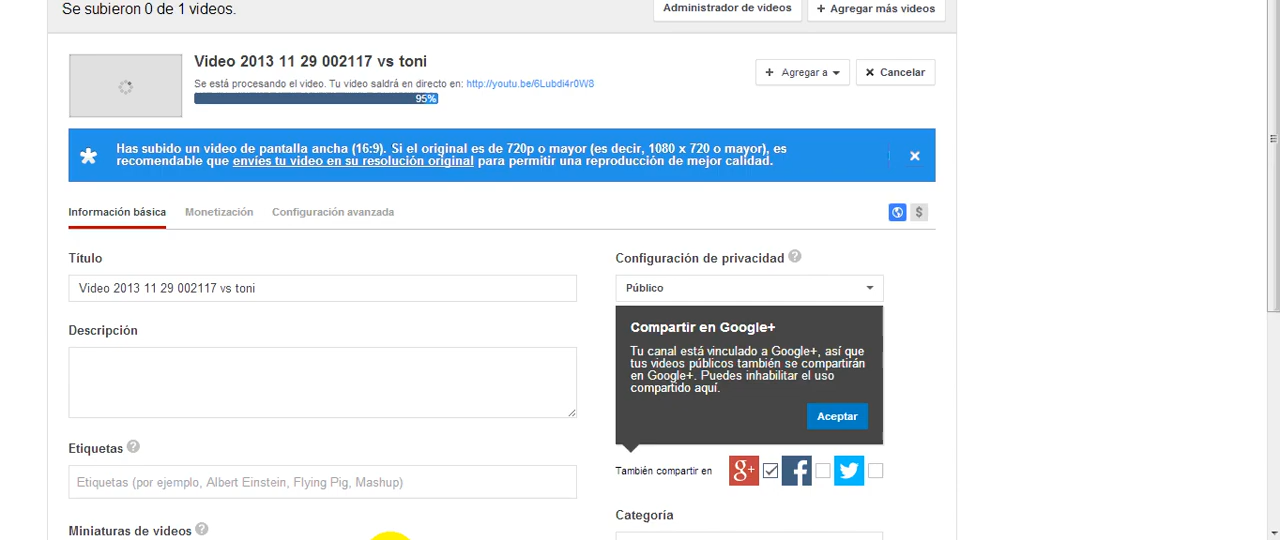 Se subieron 0 de 1 videos.
Administrador de videos
+ Agregar más videos
Video 2013 11 29 002117 vs toni
Se está procesando el video. Tu video saldrá en directo en: http://youtu.be/6Lubdi4r0W8
95%
+ Agregar a
× Cancelar
Has subido un video de pantalla ancha (16:9). Si el original es de 720p o mayor (es decir, 1080 x 720 o mayor), es
recomendable que envíes tu video en su resolución original para permitir una reproducción de mejor calidad.
Información básica
Monetización
Configuración avanzada
$
Título
Video 2013 11 29 002117 vs toni
Descripción
Etiquetas ?
Etiquetas (por ejemplo, Albert Einstein, Flying Pig, Mashup)
Miniaturas de videos ?
Configuración de privacidad ?
Público
Compartir en Google+
Tu canal está vinculado a Google+, así que
tus videos públicos también se compartirán
en Google+. Puedes inhabilitar el uso
compartido aquí.
Aceptar
También compartir en
g+
f
Categoría